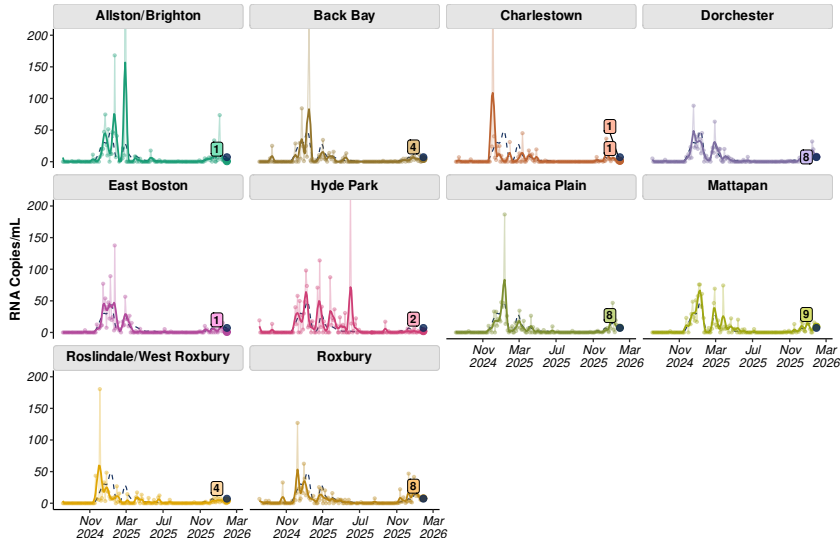 Allston/Brighton Back Bay Charlestown Dorchester
200
150
100
50
0
1 4 1 1 8
East Boston Hyde Park Jamaica Plain Mattapan
RNA Copies/mL
200
150
100
50
0
1 2 8 9
Nov 2024 Mar 2025 Jul 2025 Nov 2025 Mar 2026 Nov 2024 Mar 2025 Jul 2025 Nov 2025 Mar 2026
Roslindale/West Roxbury Roxbury
200
150
100
50
0
4 8
Nov 2024 Mar 2025 Jul 2025 Nov 2025 Mar 2026 Nov 2024 Mar 2025 Jul 2025 Nov 2025 Mar 2026